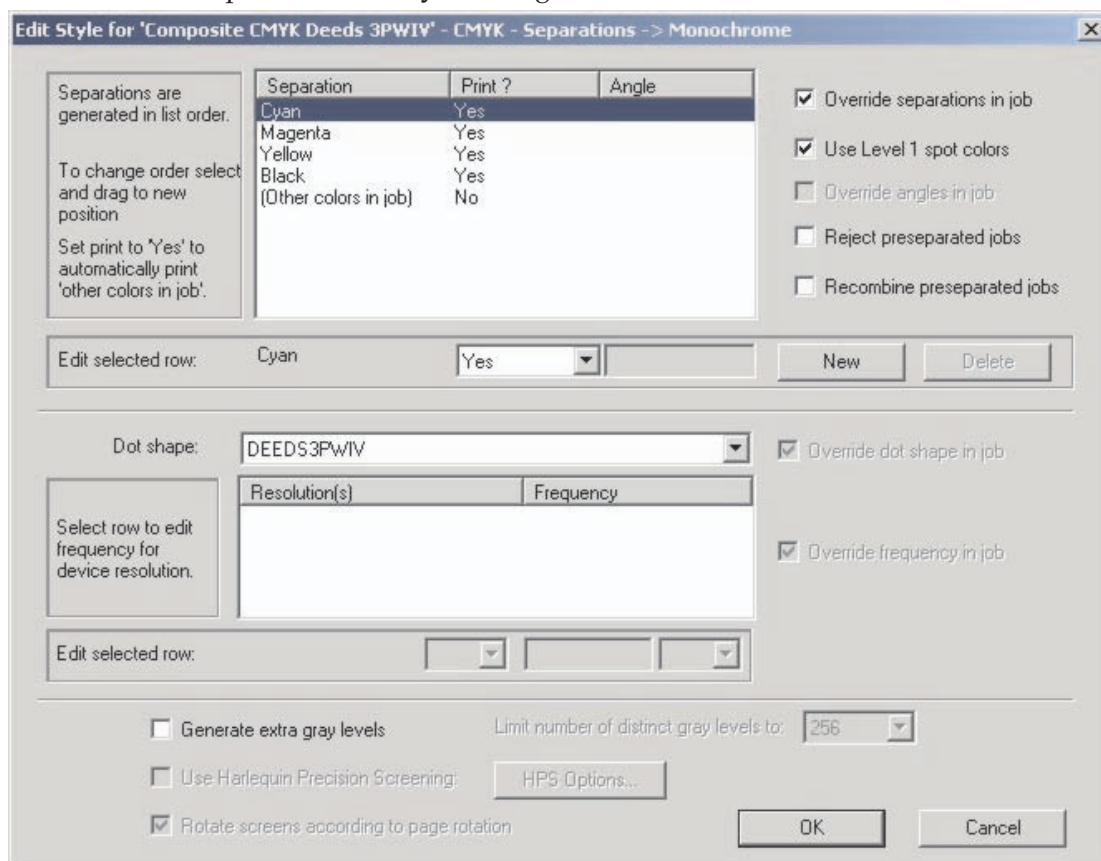 Edit Style for 'Composite CMYK Deeds 3PWIV' - CMYK - Separations -> Monochrome
Separations are
generated in list order.
To change order select
and drag to new
position
Set print to 'Yes' to
automatically print
'other colors in job'.
Separation Print ? Angle
Cyan Yes
Magenta Yes
Yellow Yes
Black Yes
(Other colors in job) No
Override separations in job
Use Level 1 spot colors
Override angles in job
Reject preseparated jobs
Recombine preseparated jobs
Edit selected row: Cyan Yes New Delete
Dot shape: DEEDS3PWIV Override dot shape in job
Select row to edit
frequency for
device resolution.
Resolution(s) Frequency
Override frequency in job
Edit selected row:
Generate extra gray levels Limit number of distinct gray levels to: 256
Use Harlequin Precision Screening: HPS Options...
Rotate screens according to page rotation
OK Cancel